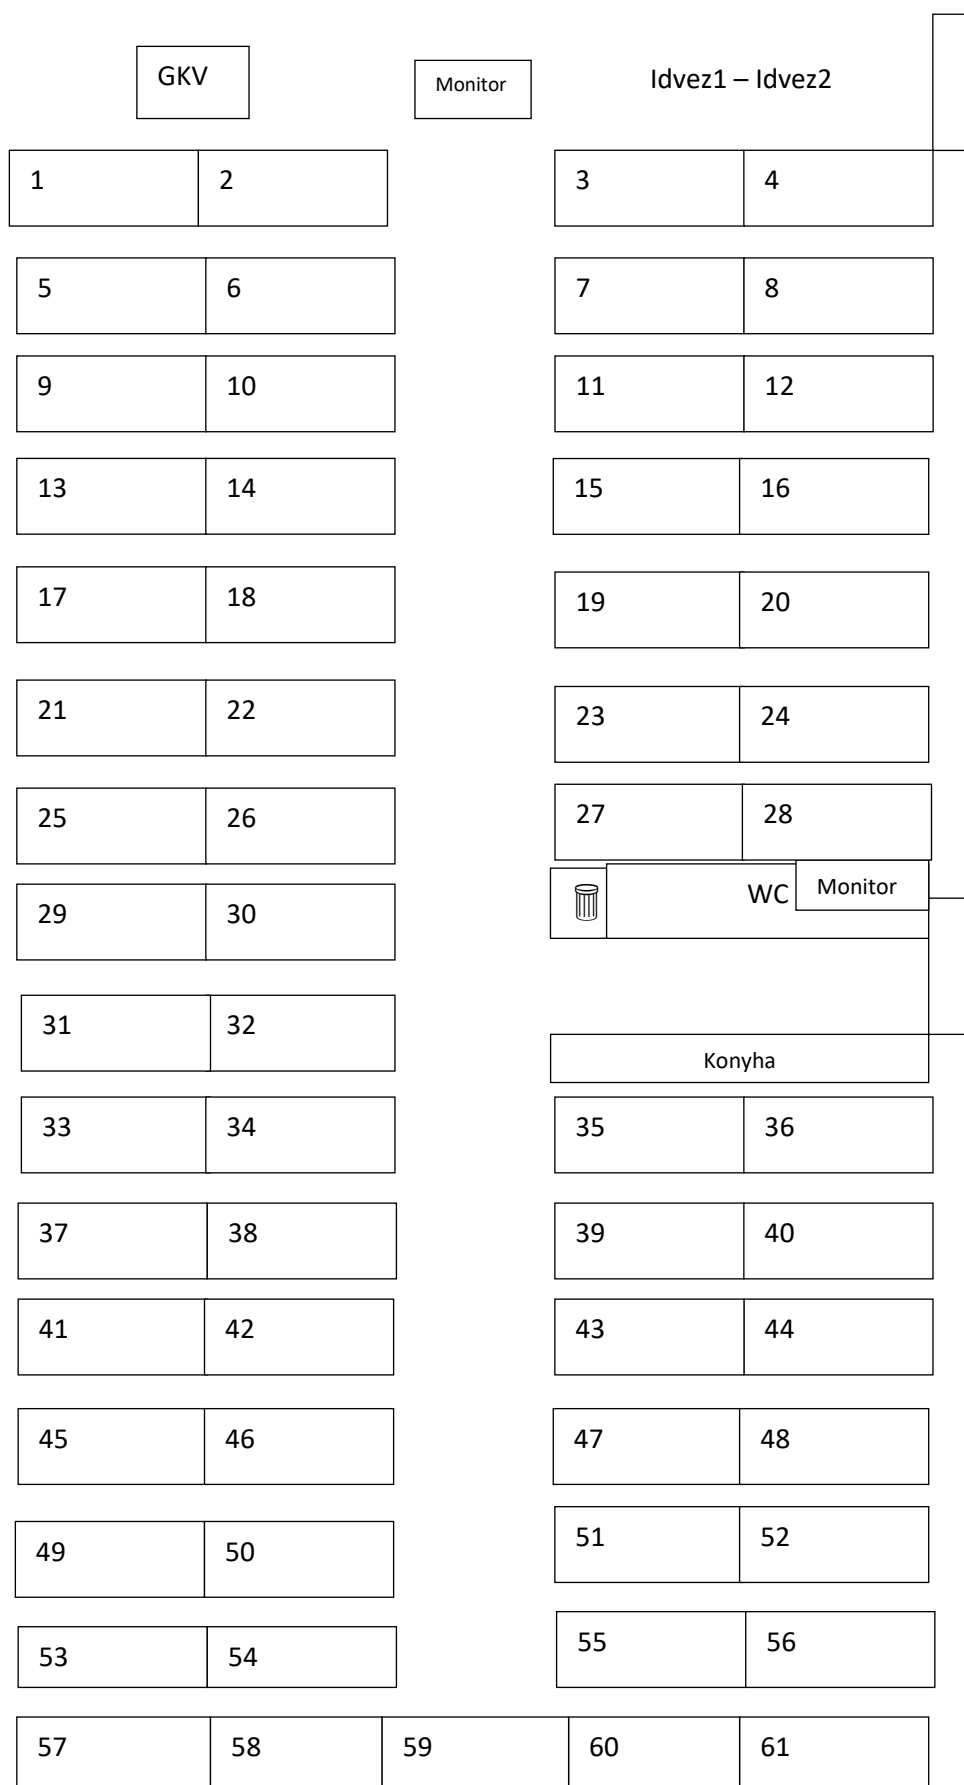 GKV Monitor Idvez1 – Idvez2
1 2 3 4
5 6 7 8
9 10 11 12
13 14 15 16
17 18 19 20
21 22 23 24
25 26 27 28
WC Monitor
29 30
31 32
Konyha
33 34 35 36
37 38 39 40
41 42 43 44
45 46 47 48
49 50 51 52
53 54 55 56
57 58 59 60 61